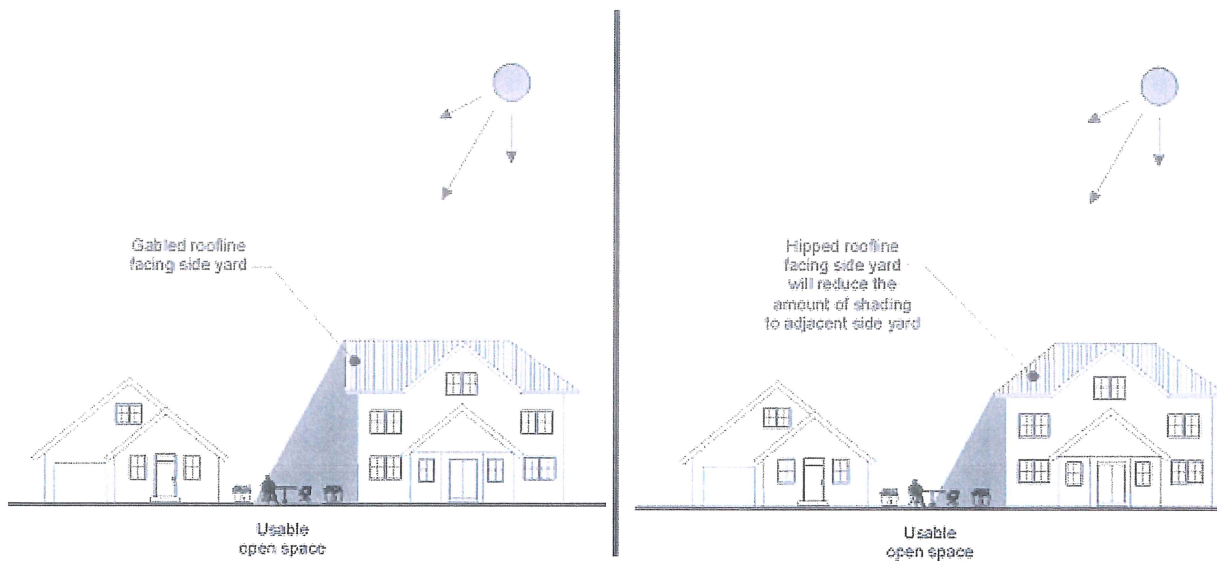 Gabled roofline
facing side yard
Usable
open space
Hipped roofline
facing side yard
will reduce the
amount of shading
to adjacent side yard
Usable
open space